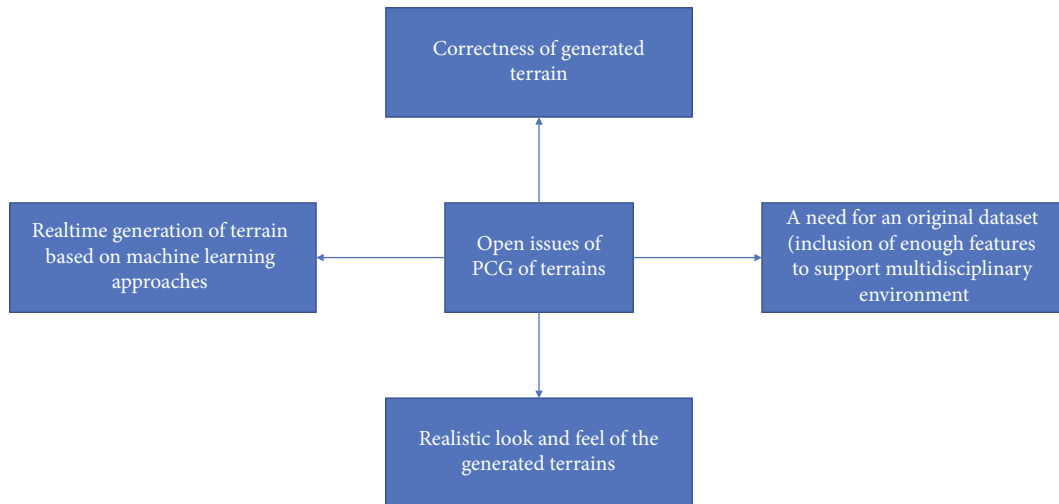 Correctness of generated
terrain
Realtime generation of terrain
based on machine learning
approaches
Open issues of
PCG of terrains
A need for an original dataset
(inclusion of enough features
to support multidisciplinary
environment
Realistic look and feel of the
generated terrains